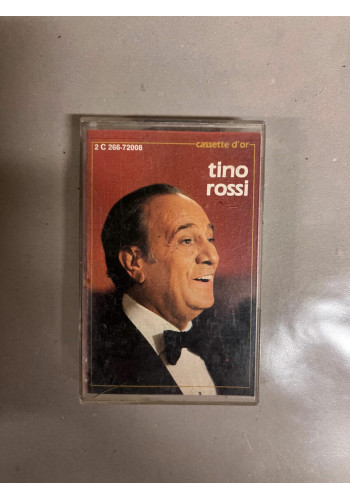 2 C 266-72008
cassette d'or
tino
rossi